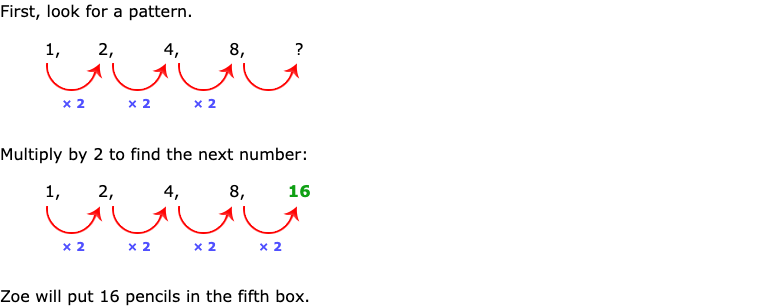 First, look for a pattern.
1, 2, 4, 8, ?
× 2 × 2 × 2
Multiply by 2 to find the next number:
1, 2, 4, 8, 16
× 2 × 2 × 2 × 2
Zoe will put 16 pencils in the fifth box.